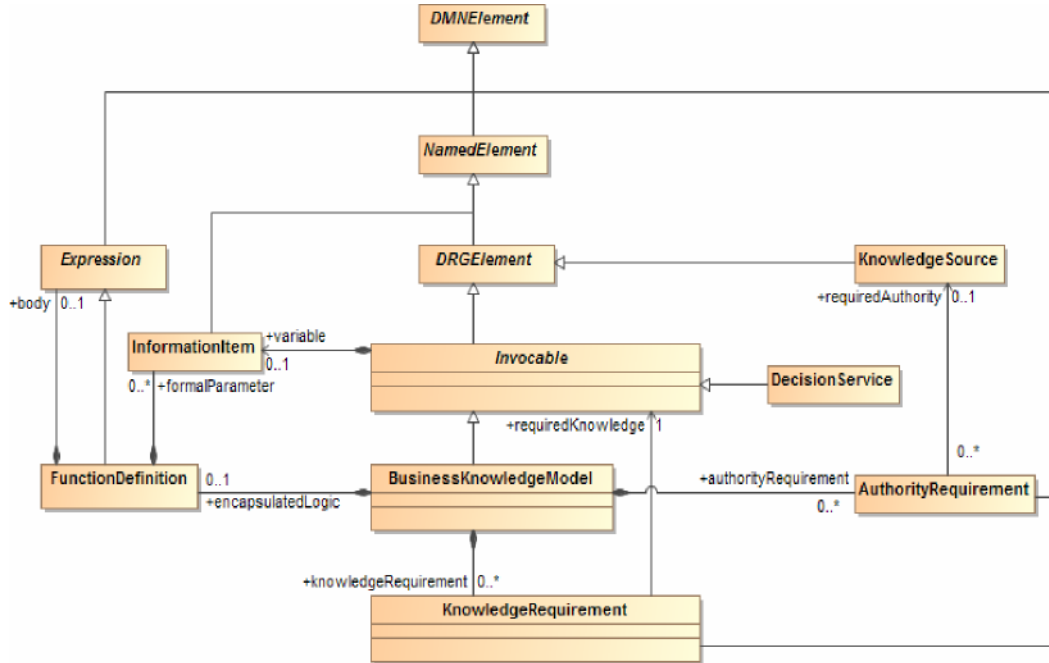 DMNElement
NamedElement
Expression
DRGElement
KnowledgeSource
+body
0..1
+requiredAuthority
0..1
InformationItem
+variable
0..1
Invocable
0..*
+formalParameter
DecisionService
+requiredKnowledge
1
0..*
FunctionDefinition
0..1
+encapsulatedLogic
BusinessKnowledgeModel
+authorityRequirement
0..*
AuthorityRequirement
+knowledgeRequirement
0..*
KnowledgeRequirement